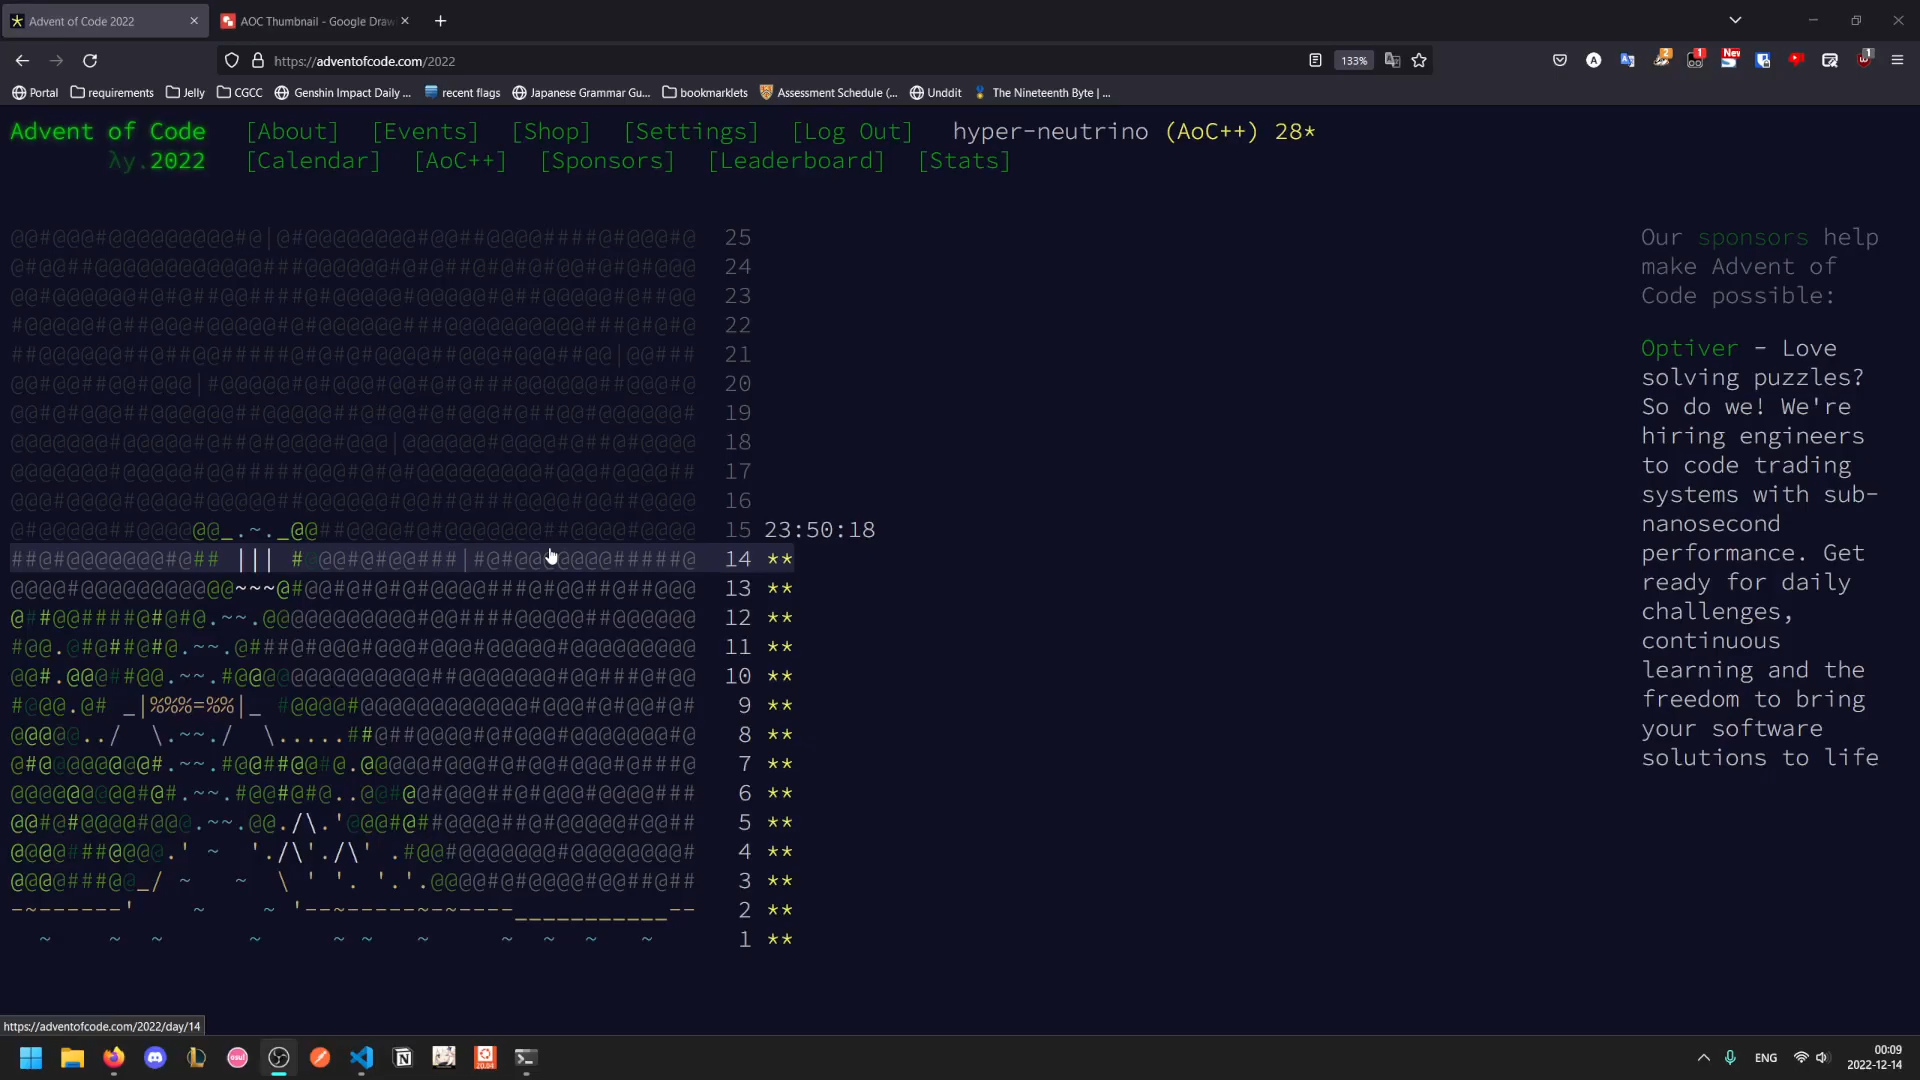 Advent of Code 2022
AOC Thumbnail - Google Draw
https://adventofcode.com/2022
133%
Portal
requirements
Jelly
CGCC
Genshin Impact Daily ...
recent flags
Japanese Grammar Gu...
bookmarklets
Assessment Schedule (...
Unddit
The Nineteenth Byte | ...
Advent of Code [About] [Events] [Shop] [Settings] [Log Out] hyper-neutrino (AoC++) 28*
λy.2022 [Calendar] [AoC++] [Sponsors] [Leaderboard] [Stats]
25
24
23
22
21
20
19
18
17
16
15 23:50:18
14 **
13 **
12 **
11 **
10 **
9 **
8 **
7 **
6 **
5 **
4 **
3 **
2 **
1 **
Our sponsors help
make Advent of
Code possible:
Optiver - Love
solving puzzles?
So do we! We're
hiring engineers
to code trading
systems with sub-
nanosecond
performance. Get
ready for daily
challenges,
continuous
learning and the
freedom to bring
your software
solutions to life
https://adventofcode.com/2022/day/14
ENG
00:09
2022-12-14